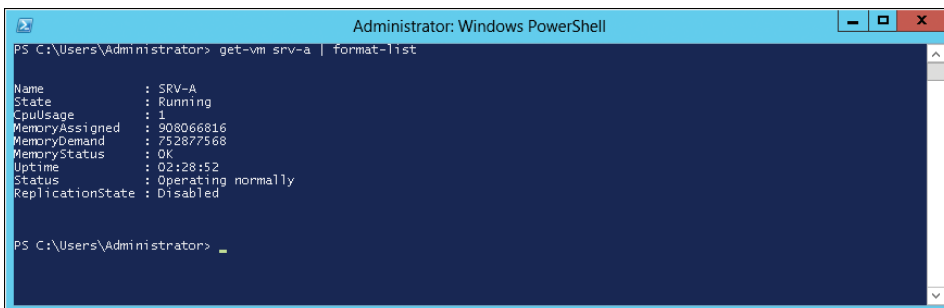 Administrator: Windows PowerShell
PS C:\Users\Administrator> get-vm srv-a | format-list
Name             : SRV-A
State            : Running
CpuUsage         : 1
MemoryAssigned   : 908066816
MemoryDemand     : 752877568
MemoryStatus     : OK
Uptime           : 02:28:52
Status           : Operating normally
ReplicationState : Disabled
PS C:\Users\Administrator> _